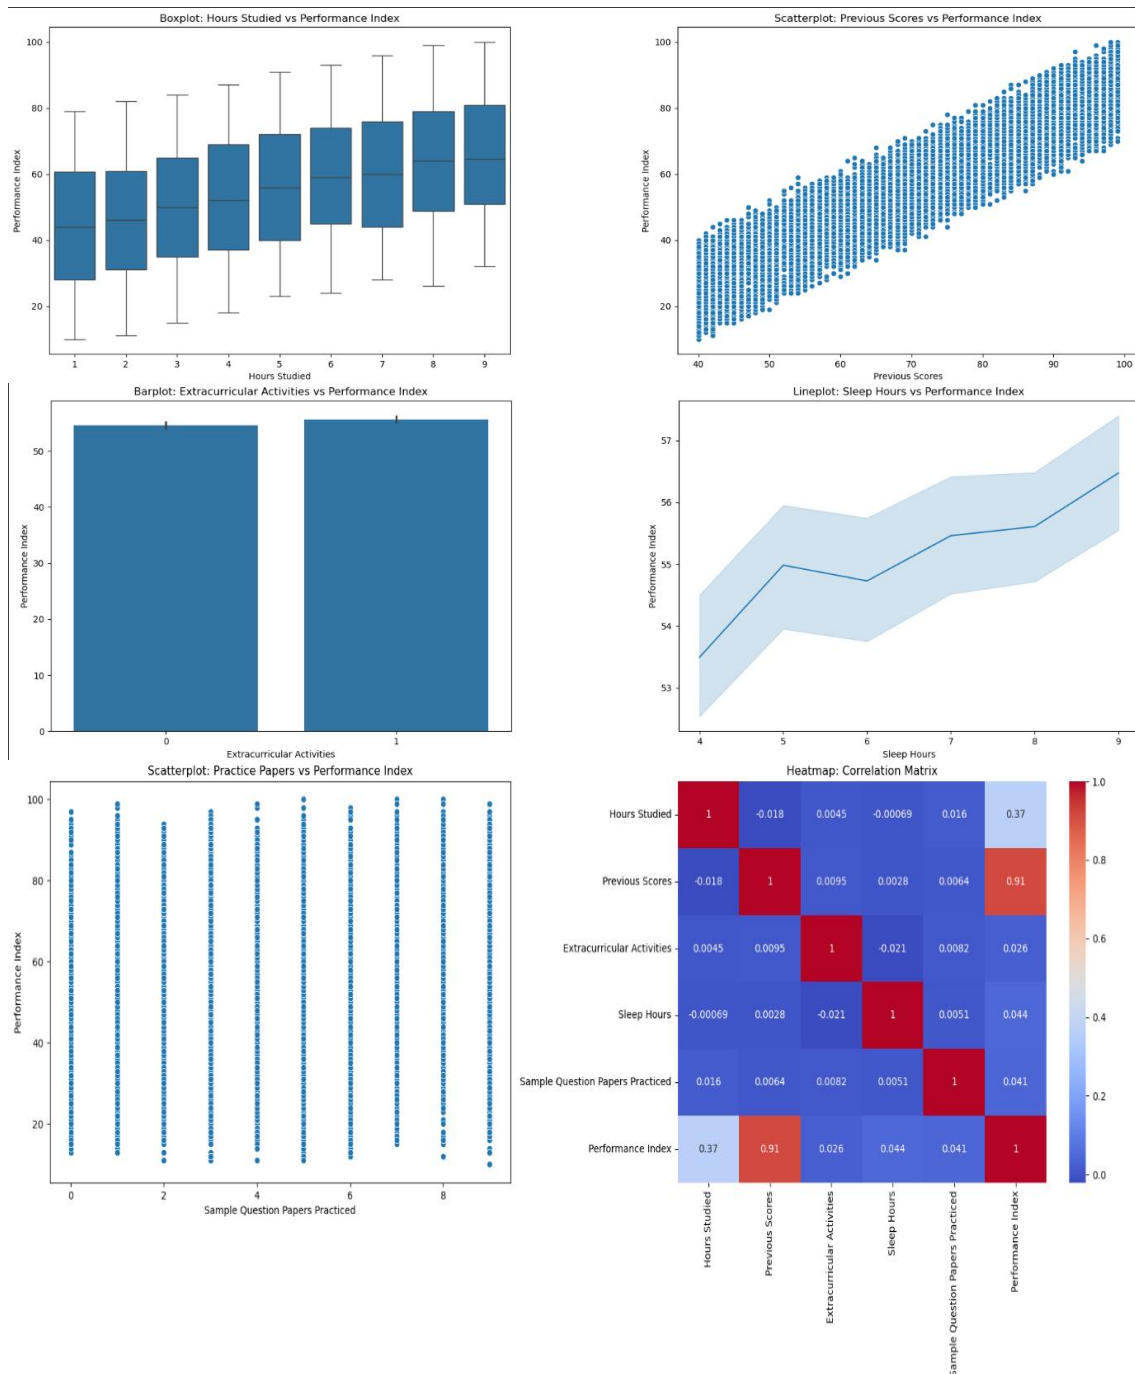 Boxplot: Hours Studied vs Performance Index
100
80
60
40
20
Performance Index
1 2 3 4 5 6 7 8 9
Hours Studied
Scatterplot: Previous Scores vs Performance Index
100
80
60
40
20
Performance Index
40 50 60 70 80 90 100
Previous Scores
Barplot: Extracurricular Activities vs Performance Index
50
40
30
20
10
0
Performance Index
0 1
Extracurricular Activities
Lineplot: Sleep Hours vs Performance Index
57
56
55
54
53
Performance Index
4 5 6 7 8 9
Sleep Hours
Scatterplot: Practice Papers vs Performance Index
100
80
60
40
20
Performance Index
0 2 4 6 8
Sample Question Papers Practiced
Heatmap: Correlation Matrix
Hours Studied 1 -0.018 0.0045 -0.00069 0.016 0.37
Previous Scores -0.018 1 0.0095 0.0028 0.0064 0.91
Extracurricular Activities 0.0045 0.0095 1 -0.021 0.0082 0.026
Sleep Hours -0.00069 0.0028 -0.021 1 0.0051 0.044
Sample Question Papers Practiced 0.016 0.0064 0.0082 0.0051 1 0.041
Performance Index 0.37 0.91 0.026 0.044 0.041 1
Hours Studied
Previous Scores
Extracurricular Activities
Sleep Hours
Sample Question Papers Practiced
Performance Index
1.0
0.8
0.6
0.4
0.2
0.0